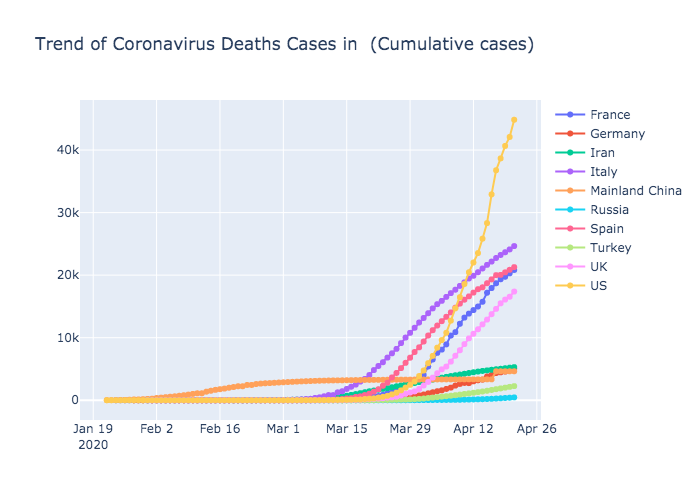 Trend of Coronavirus Deaths Cases in  (Cumulative cases)
France
Germany
Iran
Italy
Mainland China
Russia
Spain
Turkey
UK
US
40k
30k
20k
10k
0
Jan 19 Feb 2 Feb 16 Mar 1 Mar 15 Mar 29 Apr 12 Apr 26
2020